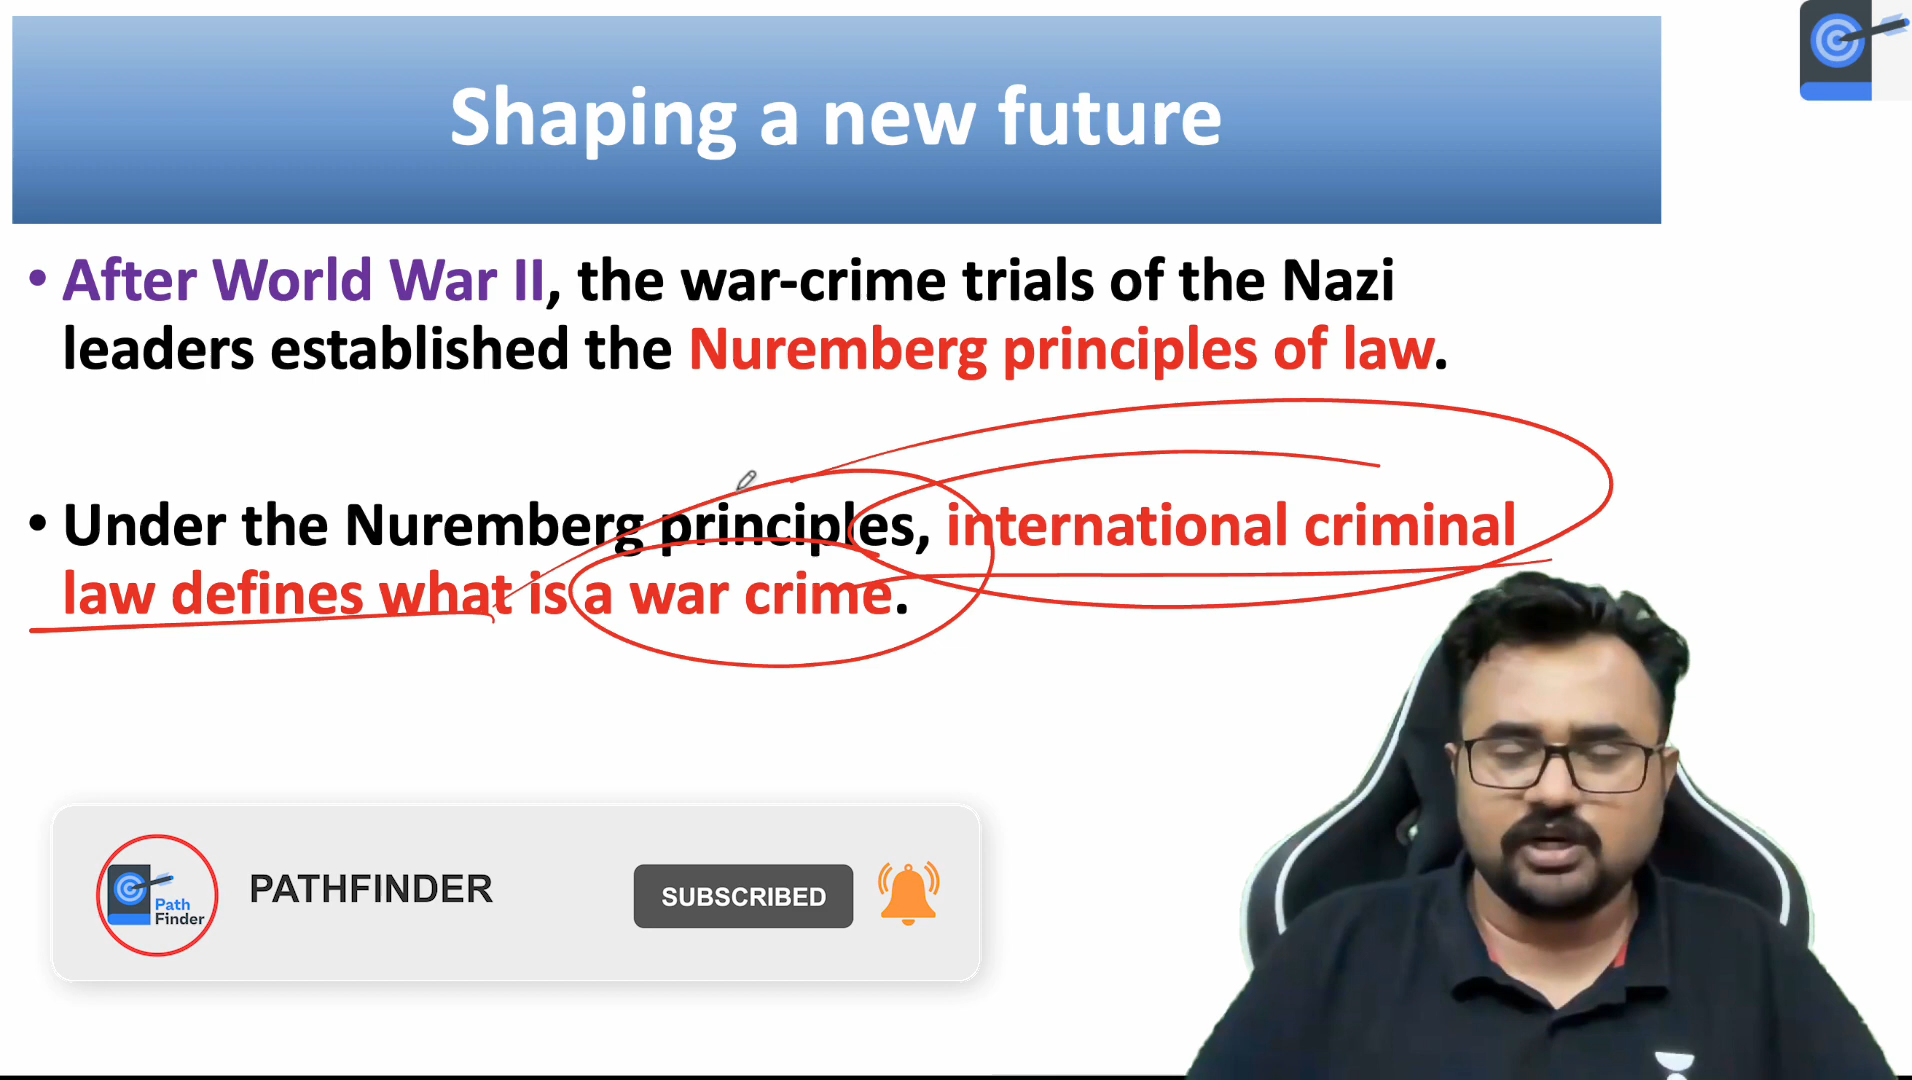 Shaping a new future
• After World War II, the war-crime trials of the Nazi
leaders established the Nuremberg principles of law.
• Under the Nuremberg principles, international criminal
law defines what is a war crime.
Path
Finder
PATHFINDER
SUBSCRIBED